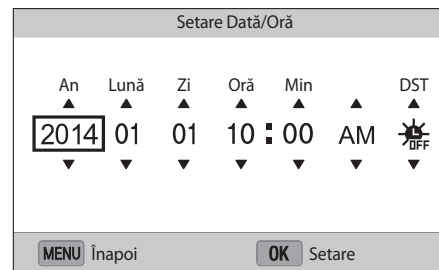 Setare Dată/Oră
An Lună Zi Oră Min DST
2014 01 01 10 : 00 AM OFF
MENU Înapoi OK Setare